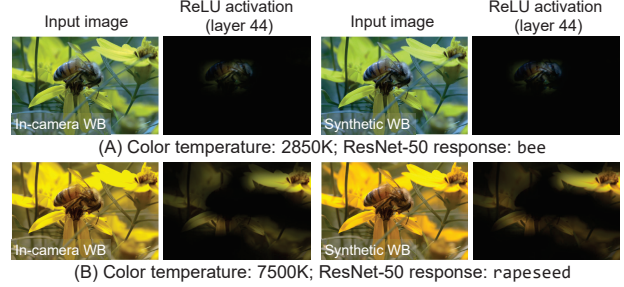 Input image
ReLU activation
(layer 44)
Input image
ReLU activation
(layer 44)
In-camera WB
Synthetic WB
(A) Color temperature: 2850K; ResNet-50 response: bee
In-camera WB
Synthetic WB
(B) Color temperature: 7500K; ResNet-50 response: rapeseed